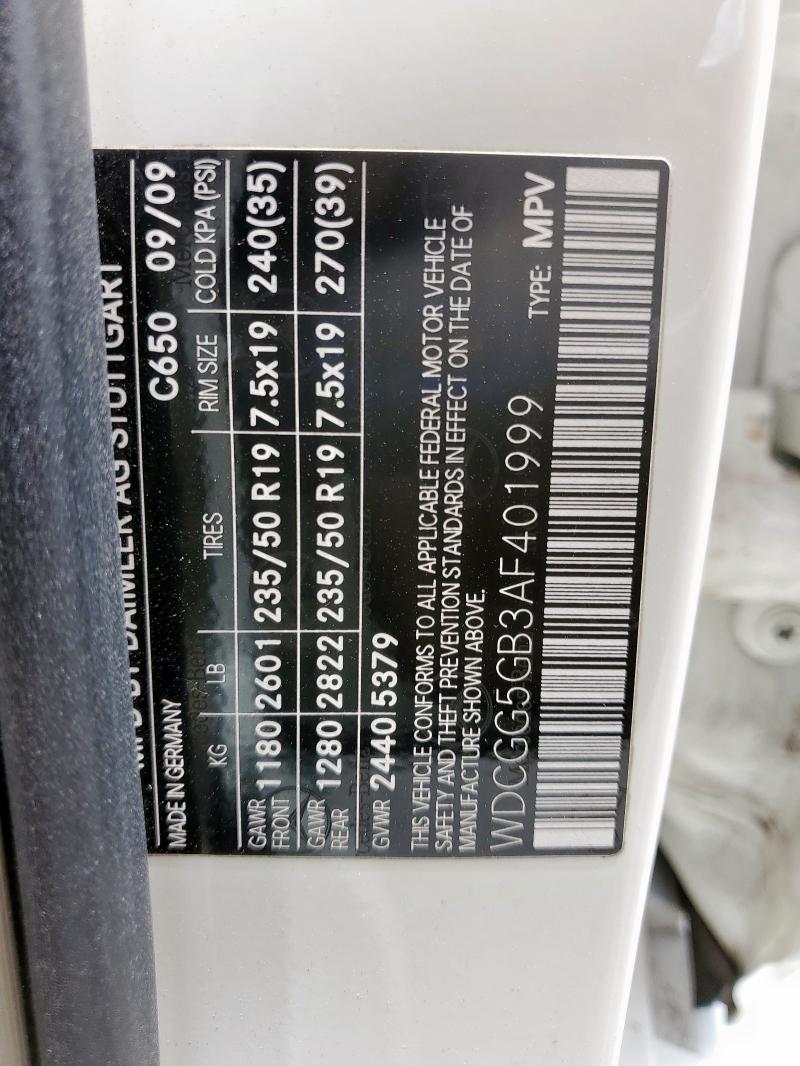 MFD BY DAIMLER AG STUTTGART
MADE IN GERMANY C650 09/09
KG LB TIRES RIM SIZE COLD KPA (PSI)
GAWR FRONT 1180 2601 235/50 R19 7.5x19 240(35)
GAWR REAR 1280 2822 235/50 R19 7.5x19 270(39)
GVWR 2440 5379
THIS VEHICLE CONFORMS TO ALL APPLICABLE FEDERAL MOTOR VEHICLE
SAFETY AND THEFT PREVENTION STANDARDS IN EFFECT ON THE DATE OF
MANUFACTURE SHOWN ABOVE.
WDCGG5GB3AF401999 TYPE: MPV